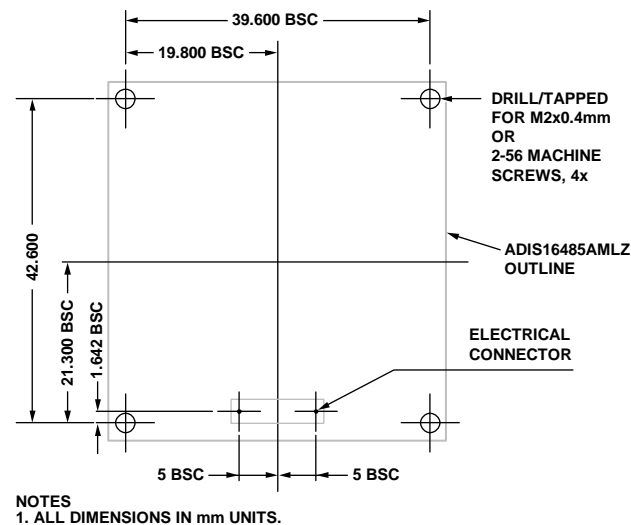 39.600 BSC
19.800 BSC
DRILL/TAPPED
FOR M2x0.4mm
OR
2-56 MACHINE
SCREWS, 4x
42.600
ADIS16485AMLZ
OUTLINE
21.300 BSC
1.642 BSC
ELECTRICAL
CONNECTOR
5 BSC
5 BSC
NOTES
1. ALL DIMENSIONS IN mm UNITS.